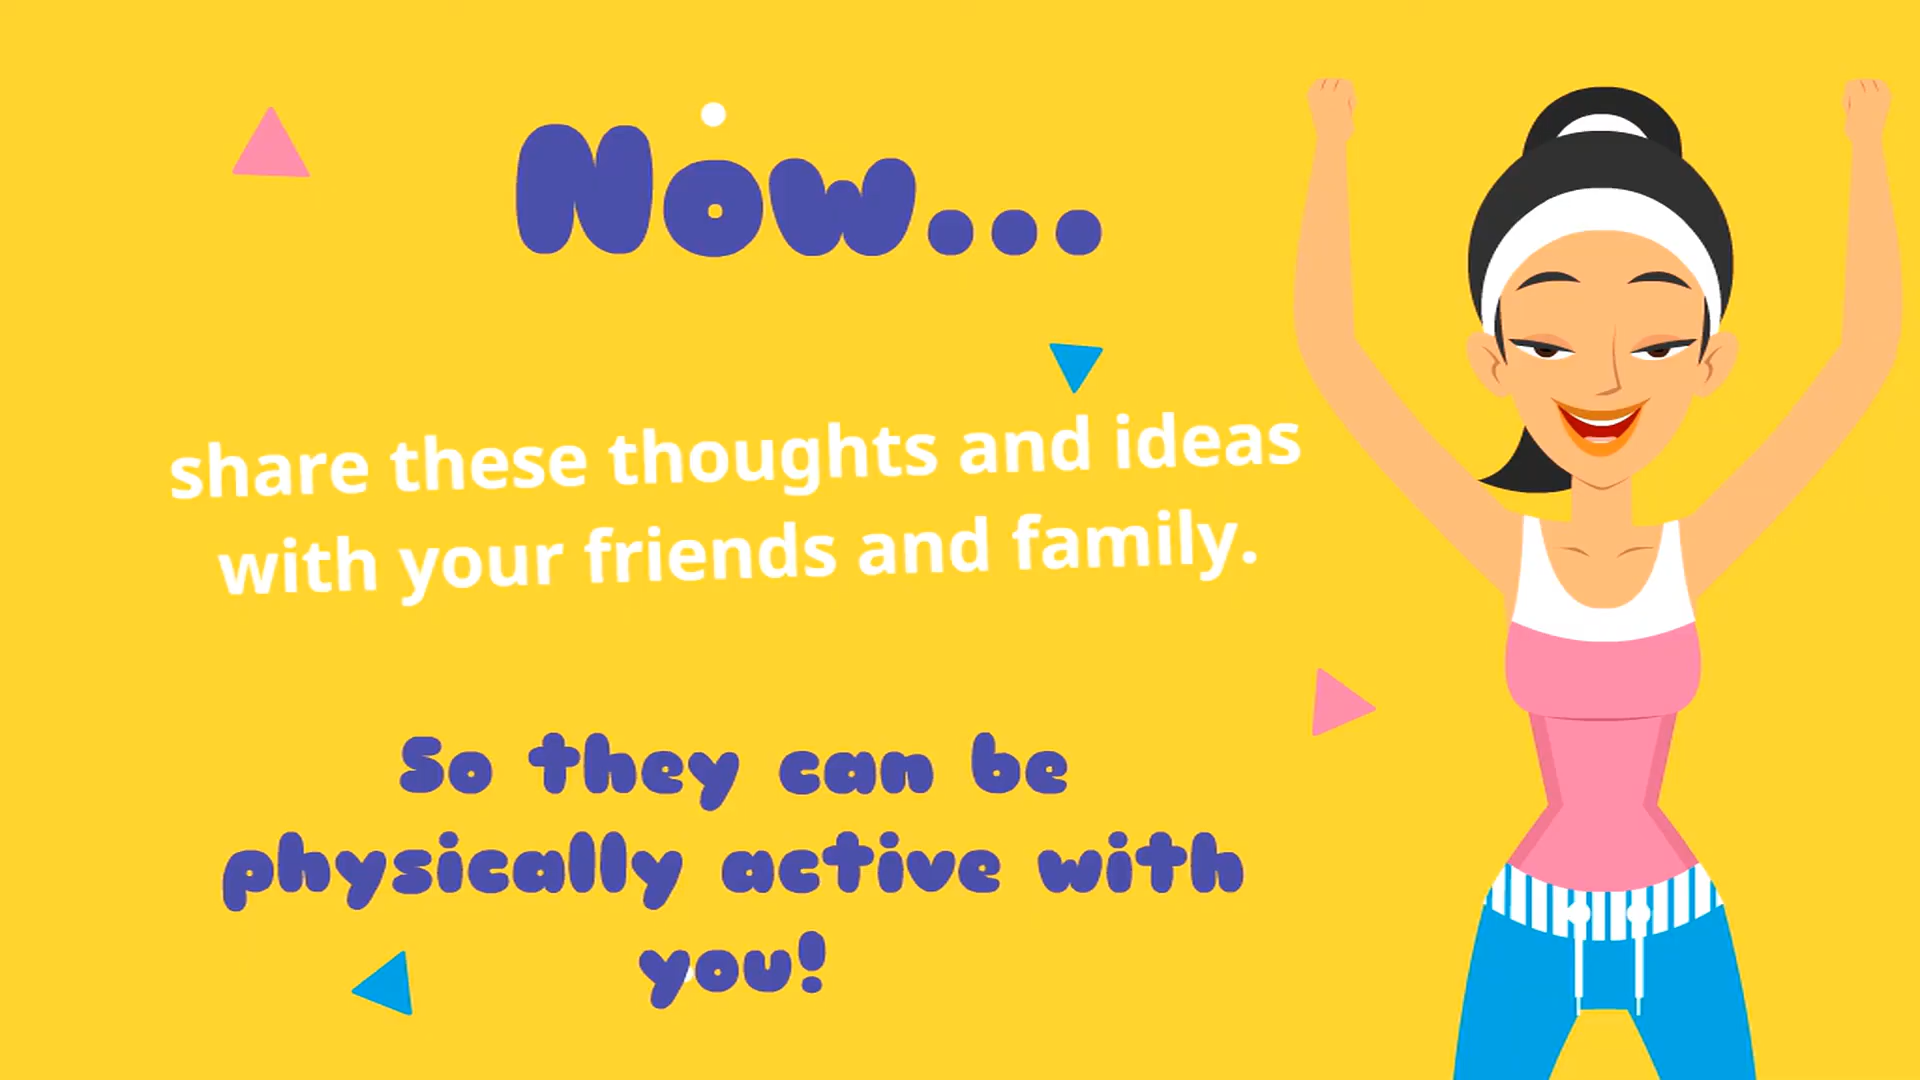 Now...
share these thoughts and ideas
with your friends and family.
So they can be
physically active with
you!